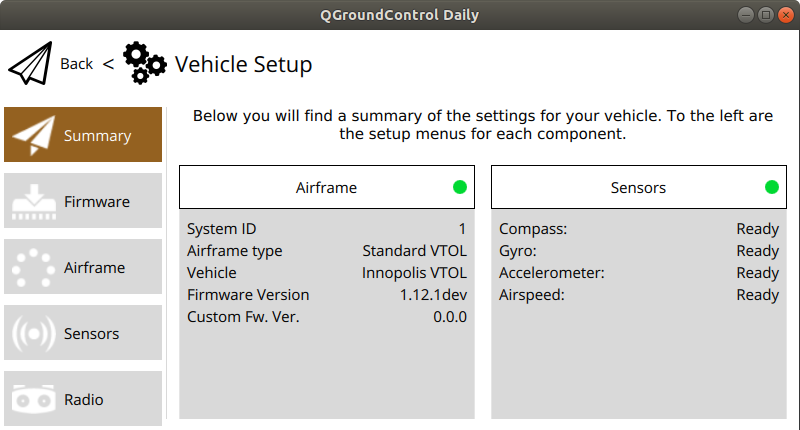 QGroundControl Daily
Back < Vehicle Setup
Summary
Firmware
Airframe
Sensors
Radio
Below you will find a summary of the settings for your vehicle. To the left are
the setup menus for each component.
Airframe
System ID 1
Airframe type Standard VTOL
Vehicle Innopolis VTOL
Firmware Version 1.12.1dev
Custom Fw. Ver. 0.0.0
Sensors
Compass: Ready
Gyro: Ready
Accelerometer: Ready
Airspeed: Ready